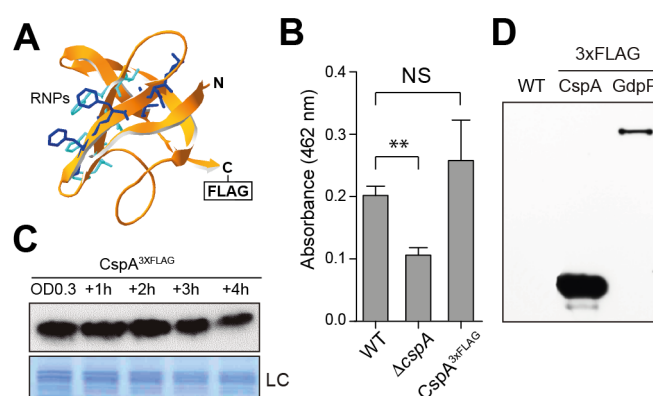 A
RNPs
N
C
FLAG
B
Absorbance (462 nm)
0.4
0.3
0.2
0.1
0.0
NS
**
WT
ΔcspA
CspA3xFLAG
C
CspA3XFLAG
OD0.3 +1h +2h +3h +4h
LC
D
3xFLAG
WT CspA GdpP